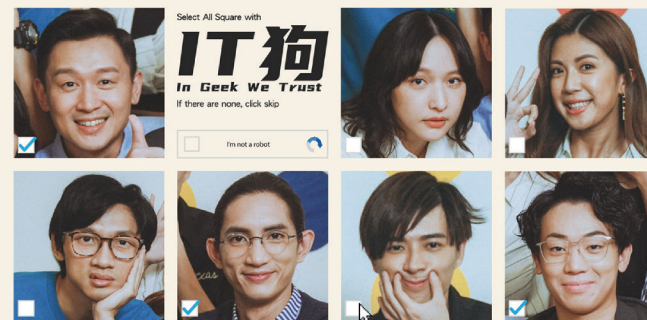 Select All Square with
IT狗
In Geek We Trust
If there are none, click skip
I'm not a robot